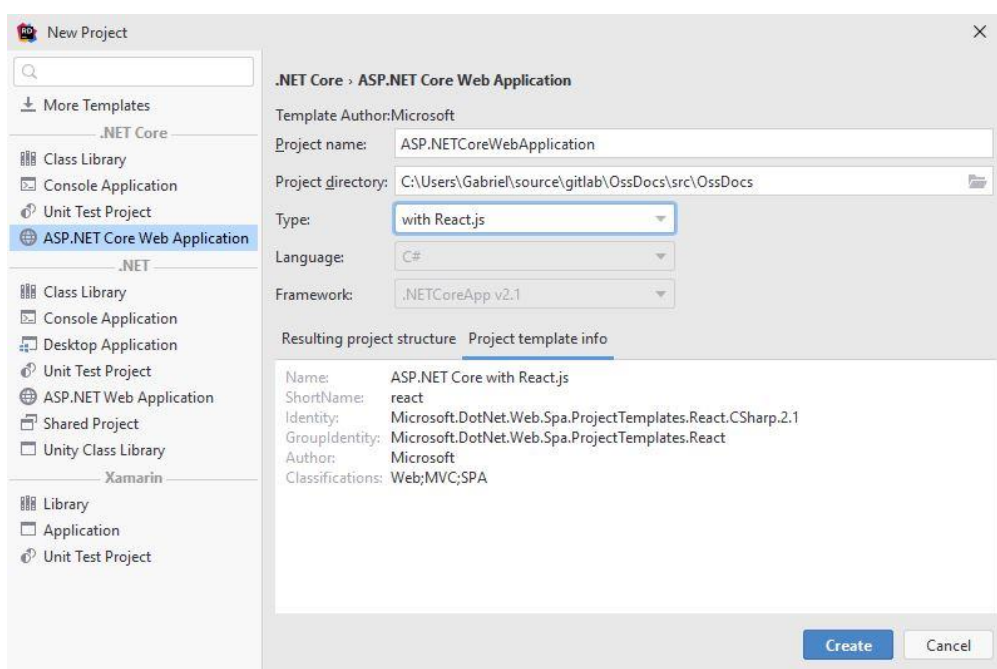 RD New Project
More Templates
.NET Core
Class Library
Console Application
Unit Test Project
ASP.NET Core Web Application
.NET
Class Library
Console Application
Desktop Application
Unit Test Project
ASP.NET Web Application
Shared Project
Unity Class Library
Xamarin
Library
Application
Unit Test Project
.NET Core › ASP.NET Core Web Application
Template Author:Microsoft
Project name: ASP.NETCoreWebApplication
Project directory: C:\Users\Gabriel\source\gitlab\OssDocs\src\OssDocs
Type: with React.js
Language: C#
Framework: .NETCoreApp v2.1
Resulting project structure Project template info
Name: ASP.NET Core with React.js
ShortName: react
Identity: Microsoft.DotNet.Web.Spa.ProjectTemplates.React.CSharp.2.1
GroupIdentity: Microsoft.DotNet.Web.Spa.ProjectTemplates.React
Author: Microsoft
Classifications: Web;MVC;SPA
Create Cancel